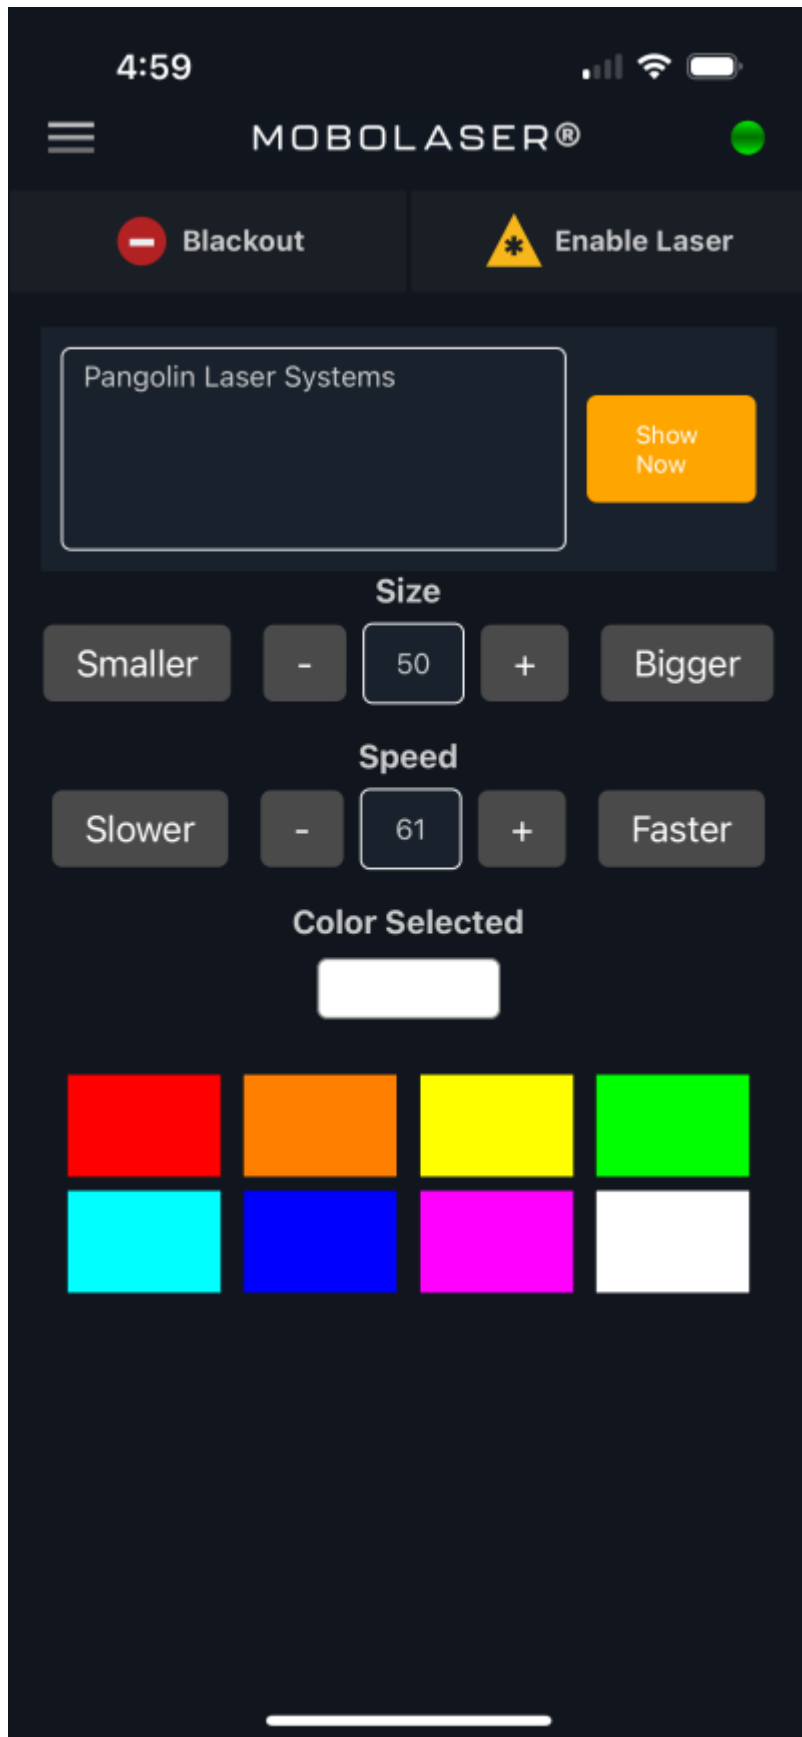 4:59
MOBOLASER®
Blackout
Enable Laser
Pangolin Laser Systems
Show
Now
Size
Smaller
-
50
+
Bigger
Speed
Slower
-
61
+
Faster
Color Selected